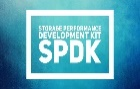 STORAGE PERFORMANCE
DEVELOPMENT KIT
SPDK